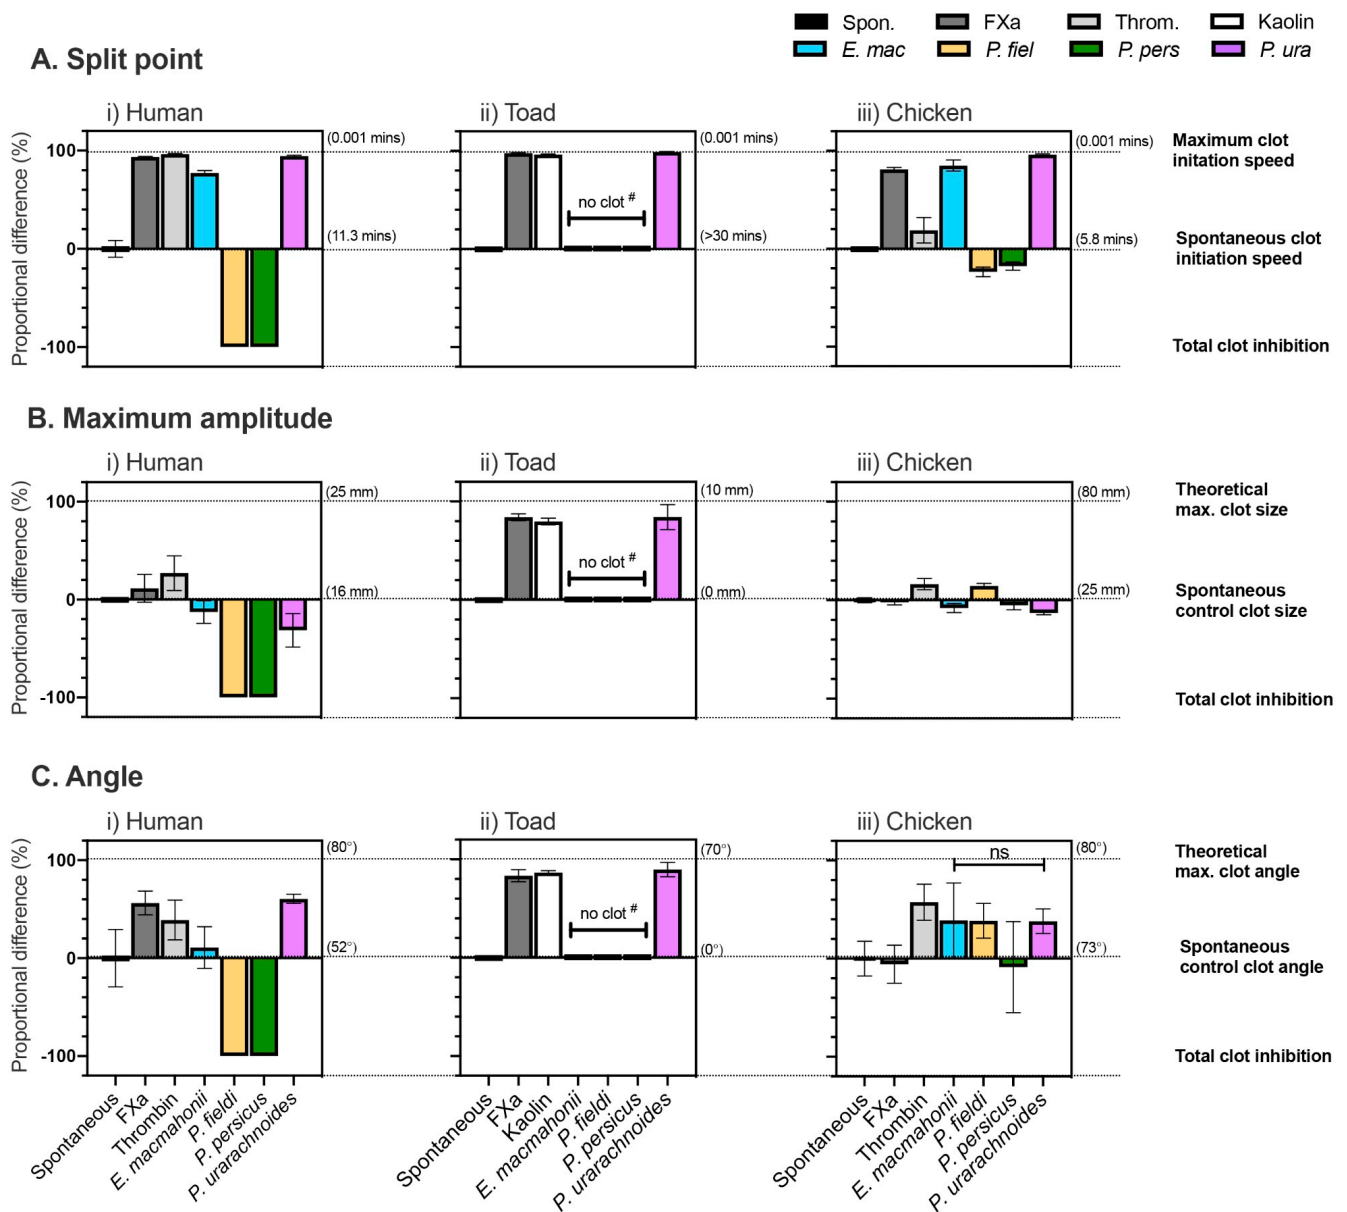 Spon. FXa Throm. Kaolin
E. mac P. fiel P. pers P. ura
A. Split point
i) Human ii) Toad iii) Chicken
Proportional difference (%)
100
0
-100
(0.001 mins)
(11.3 mins)
no clot #
(0.001 mins)
(>30 mins)
(0.001 mins)
(5.8 mins)
Maximum clot
initation speed
Spontaneous clot
initiation speed
Total clot inhibition
B. Maximum amplitude
i) Human ii) Toad iii) Chicken
Proportional difference (%)
100
0
-100
(25 mm)
(16 mm)
no clot #
(10 mm)
(0 mm)
(80 mm)
(25 mm)
Theoretical
max. clot size
Spontaneous
control clot size
Total clot inhibition
C. Angle
i) Human ii) Toad iii) Chicken
Proportional difference (%)
100
0
-100
(80°)
(52°)
no clot #
(70°)
(0°)
ns
(80°)
(73°)
Theoretical
max. clot angle
Spontaneous
control clot angle
Total clot inhibition
Spontaneous
FXa
Thrombin
E. macmahonii
P. fieldi
P. persicus
P. urarachnoides
Spontaneous
FXa
Kaolin
E. macmahonii
P. fieldi
P. persicus
P. urarachnoides
Spontaneous
FXa
Thrombin
E. macmahonii
P. fieldi
P. persicus
P. urarachnoides